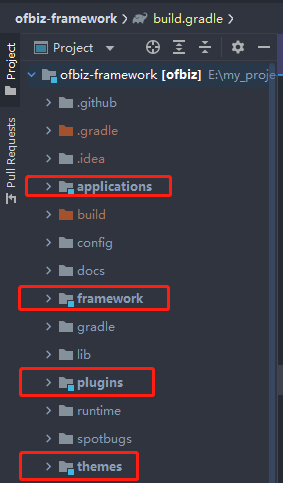 ofbiz-framework › build.gradle
Project
Project
Pull Requests
ofbiz-framework [ofbiz] E:\my_proje
.github
.gradle
.idea
applications
build
config
docs
framework
gradle
lib
plugins
runtime
spotbugs
themes